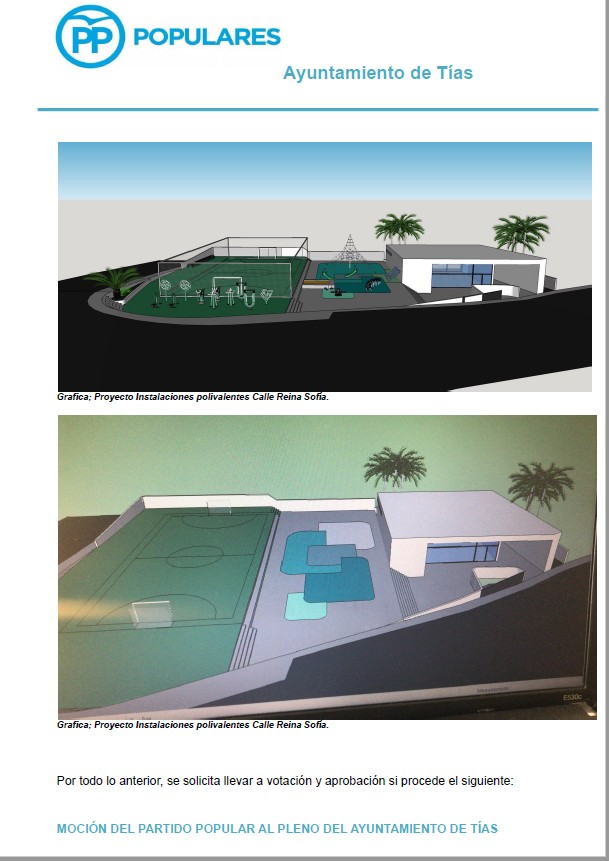 PP POPULARES
Ayuntamiento de Tías
Grafica; Proyecto Instalaciones polivalentes Calle Reina Sofía.
E530c
Grafica; Proyecto Instalaciones polivalentes Calle Reina Sofía.
Por todo lo anterior, se solicita llevar a votación y aprobación si procede el siguiente:
MOCIÓN DEL PARTIDO POPULAR AL PLENO DEL AYUNTAMIENTO DE TÍAS